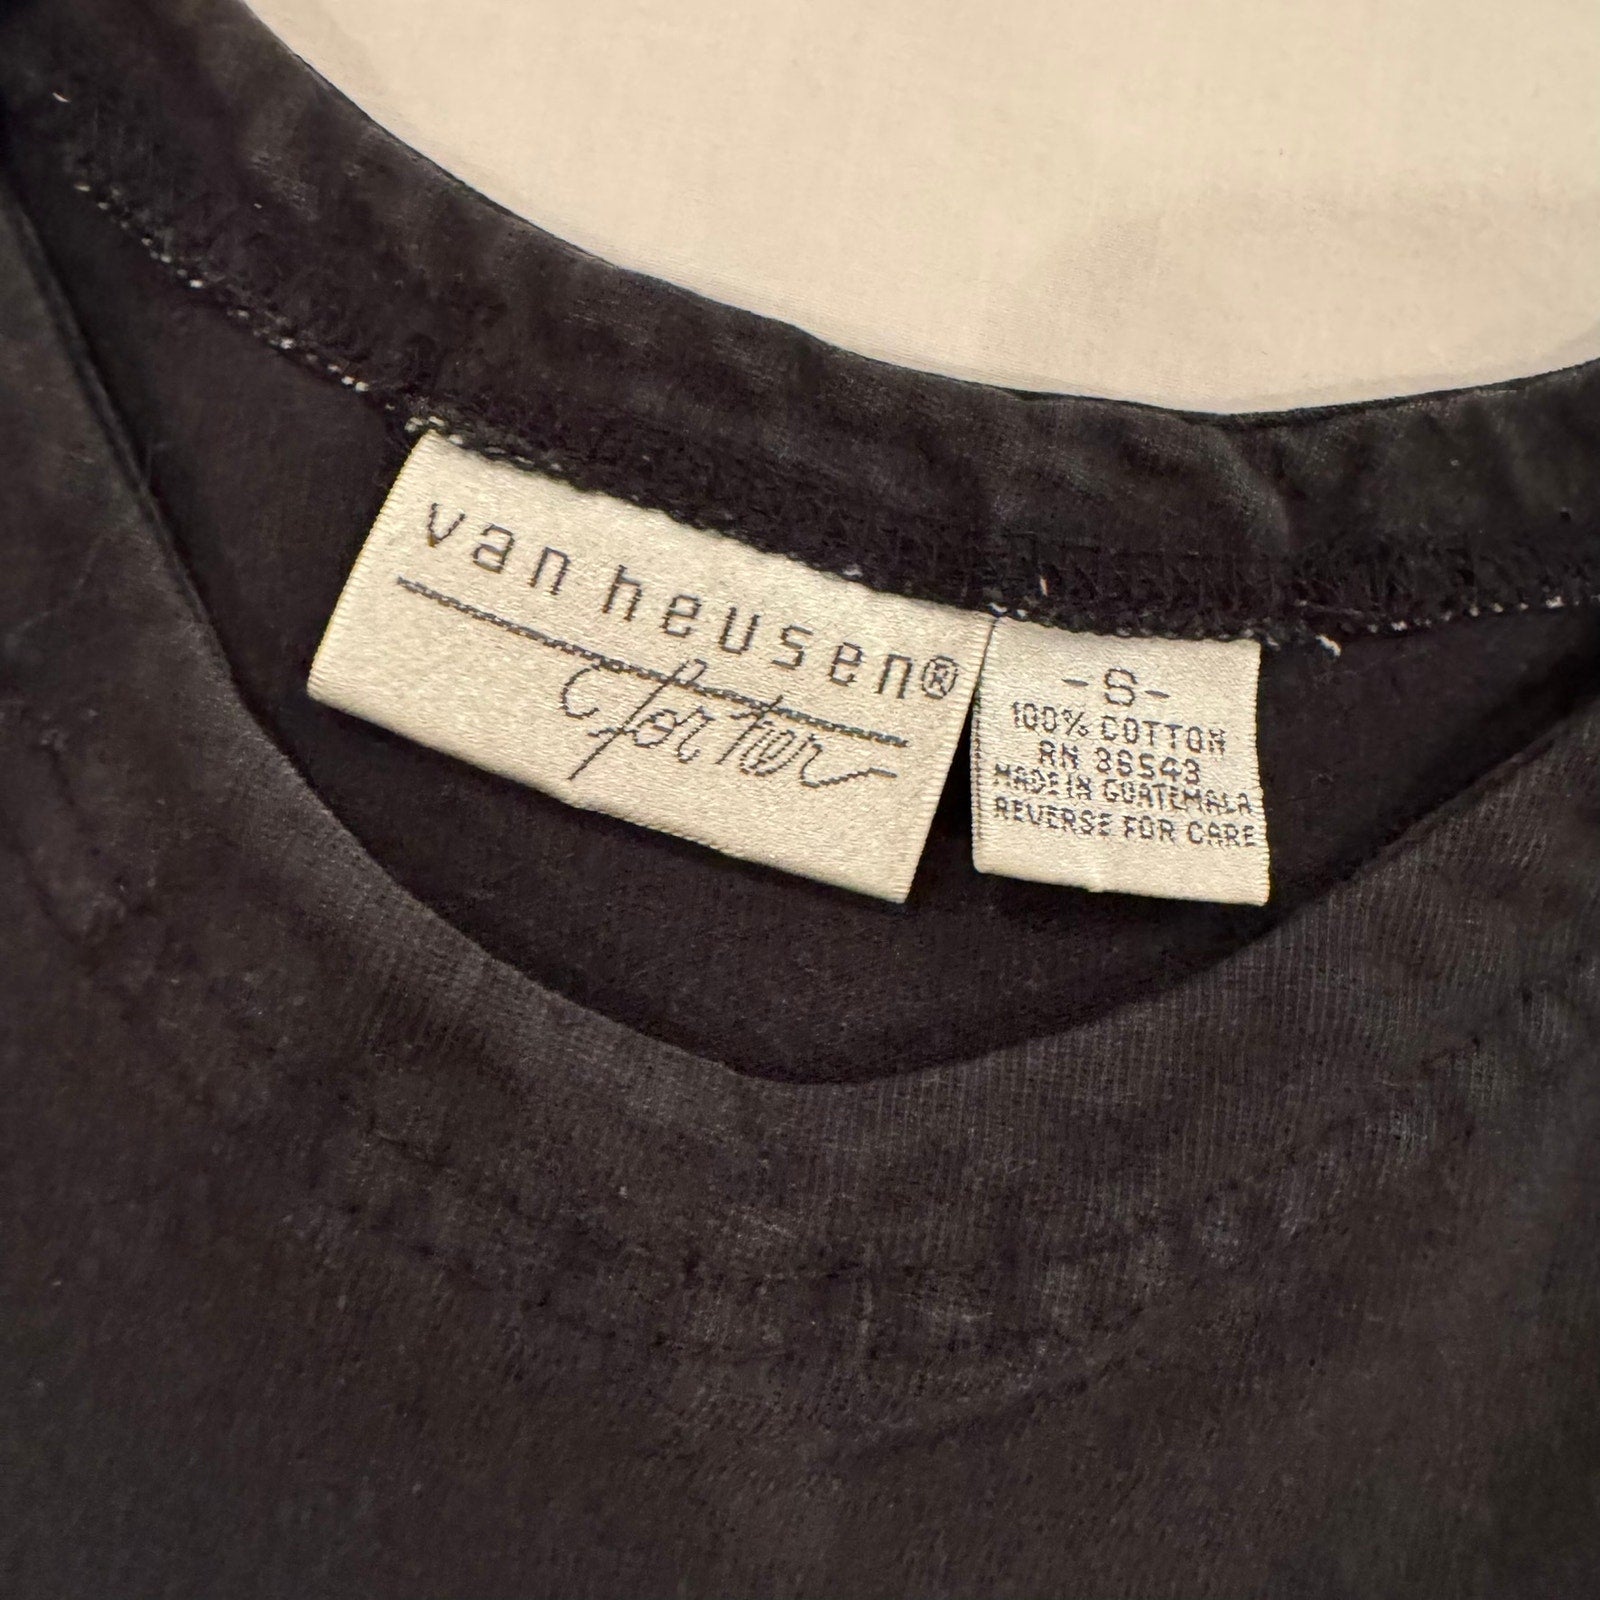 van heusen®
for her
-S-
100% COTTON
RN 36543
MADE IN GUATEMALA
REVERSE FOR CARE